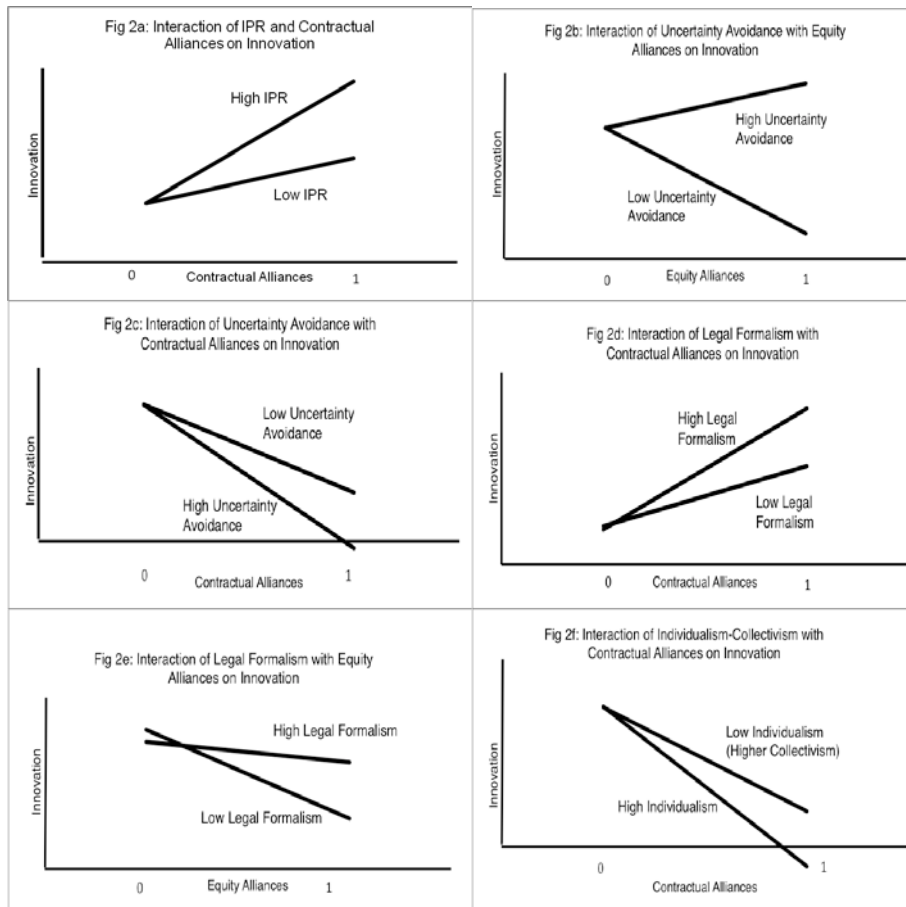 Fig 2a: Interaction of IPR and Contractual
Alliances on Innovation
High IPR
Low IPR
Innovation
0
Contractual Alliances
1
Fig 2b: Interaction of Uncertainty Avoidance with Equity
Alliances on Innovation
High Uncertainty
Avoidance
Low Uncertainty
Avoidance
Innovation
0
Equity Alliances
1
Fig 2c: Interaction of Uncertainty Avoidance with
Contractual Alliances on Innovation
Low Uncertainty
Avoidance
High Uncertainty
Avoidance
Innovation
0
Contractual Alliances
1
Fig 2d: Interaction of Legal Formalism with
Contractual Alliances on Innovation
High Legal
Formalism
Low Legal
Formalism
Innovation
0
Contractual Alliances
1
Fig 2e: Interaction of Legal Formalism with Equity
Alliances on Innovation
High Legal Formalism
Low Legal Formalism
Innovation
0
Equity Alliances
1
Fig 2f: Interaction of Individualism-Collectivism with
Contractual Alliances on Innovation
Low Individualism
(Higher Collectivism)
High Individualism
Innovation
0
Contractual Alliances
1